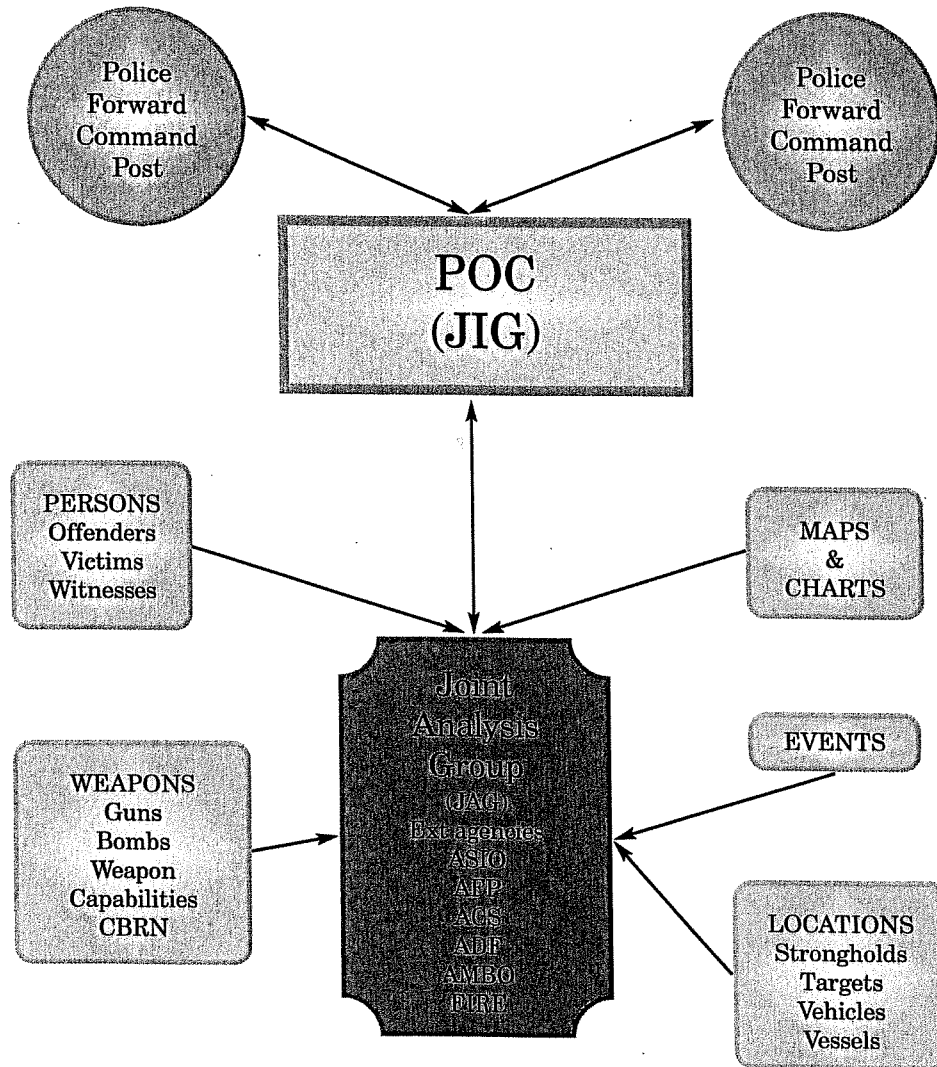 Police
Forward
Command
Post
Police
Forward
Command
Post
POC
(JIG)
PERSONS
Offenders
Victims
Witnesses
MAPS
&
CHARTS
Joint
Analysis
Group
(JAG)
Ext agencies
ASIO
AFP
ACS
ADF
AMBO
FIRE
WEAPONS
Guns
Bombs
Weapon
Capabilities
CBRN
EVENTS
LOCATIONS
Strongholds
Targets
Vehicles
Vessels